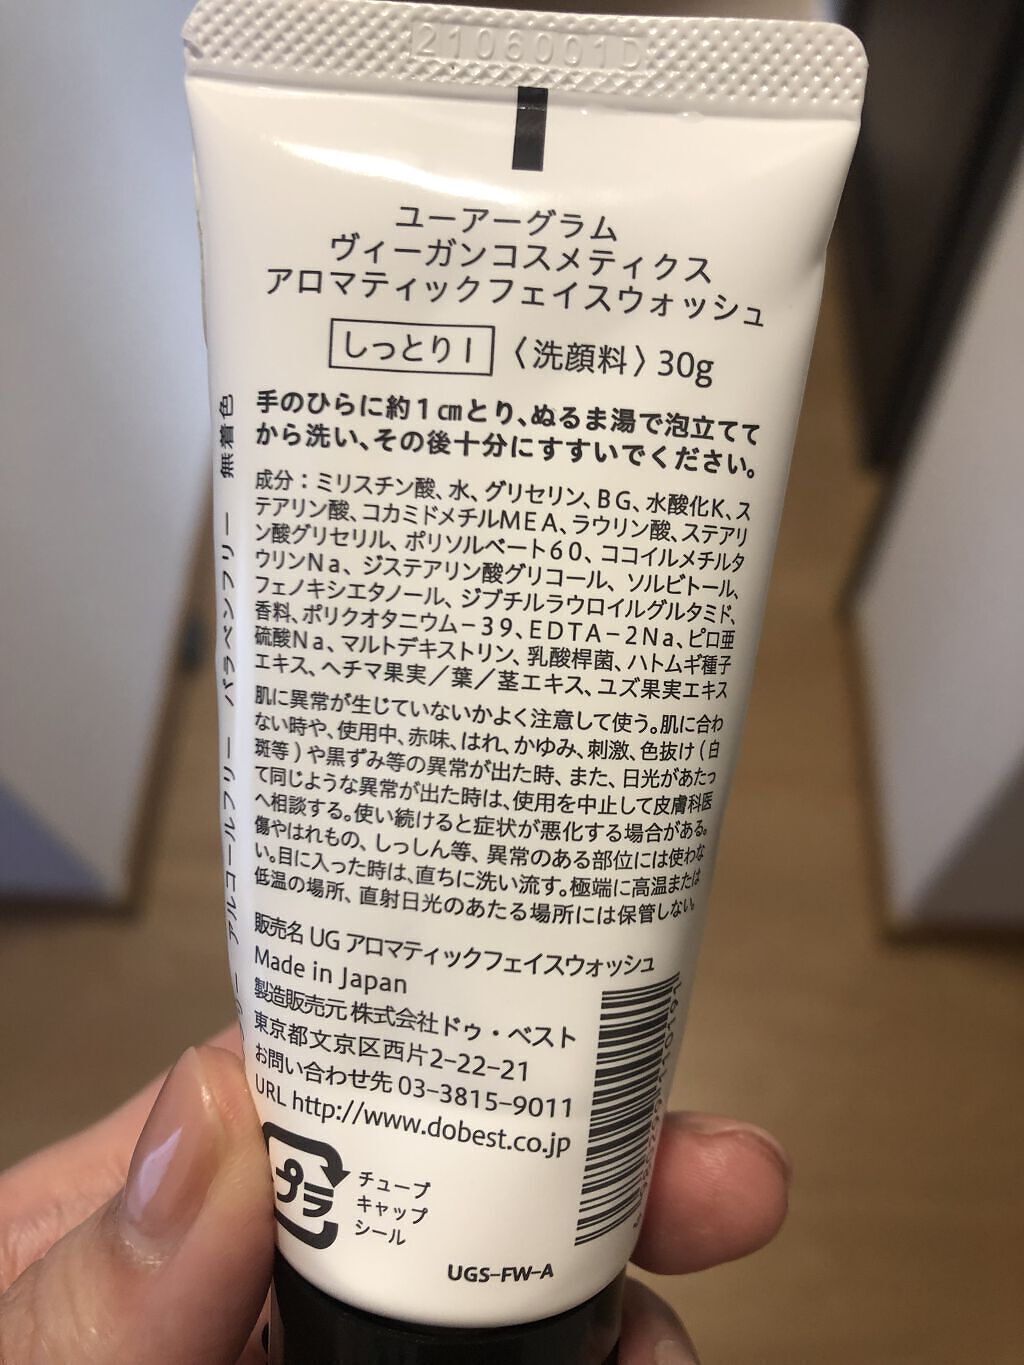 2106001D
ユーアーグラム
ヴィーガンコスメティクス
アロマティックフェイスウォッシュ
しっとりI 〈洗顔料〉30g
手のひらに約1㎝とり、ぬるま湯で泡立てて
から洗い、その後十分にすすいでください。
成分：ミリスチン酸、水、グリセリン、BG、水酸化K、ス
テアリン酸、コカミドメチルMEA、ラウリン酸、ステアリ
ン酸グリセリル、ポリソルベート60、ココイルメチルタ
ウリンNa、ジステアリン酸グリコール、ソルビトール、
フェノキシエタノール、ジブチルラウロイルグルタミド、
香料、ポリクオタニウム－39、EDTA－2Na、ピロ亜
硫酸Na、マルトデキストリン、乳酸桿菌、ハトムギ種子
エキス、ヘチマ果実／葉／茎エキス、ユズ果実エキス
肌に異常が生じていないかよく注意して使う。肌に合わ
ない時や、使用中、赤味、はれ、かゆみ、刺激、色抜け(白
斑等)や黒ずみ等の異常が出た時、また、日光があたっ
て同じような異常が出た時は、使用を中止して皮膚科医
へ相談する。使い続けると症状が悪化する場合がある。
傷やはれもの、しっしん等、異常のある部位には使わな
い。目に入った時は、直ちに洗い流す。極端に高温または
低温の場所、直射日光のあたる場所には保管しない。
販売名 UG アロマティックフェイスウォッシュ
Made in Japan
製造販売元 株式会社ドゥ・ベスト
東京都文京区西片2-22-21
お問い合わせ先 03-3815-9011
URL http://www.dobest.co.jp
プラ
チューブ
キャップ
シール
UGS-FW-A
アルコールフリー パラベンフリー 無着色